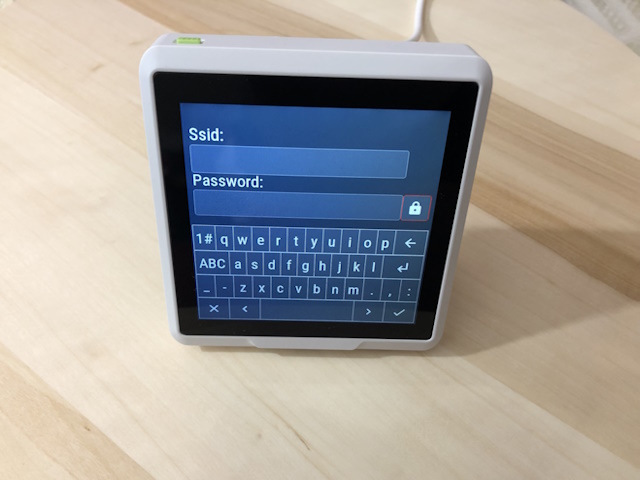 Ssid:
Password:
1# q w e r t y u i o p ←
ABC a s d f g h j k l ↵
_ - z x c v b n m . , :
✕ < > ✓